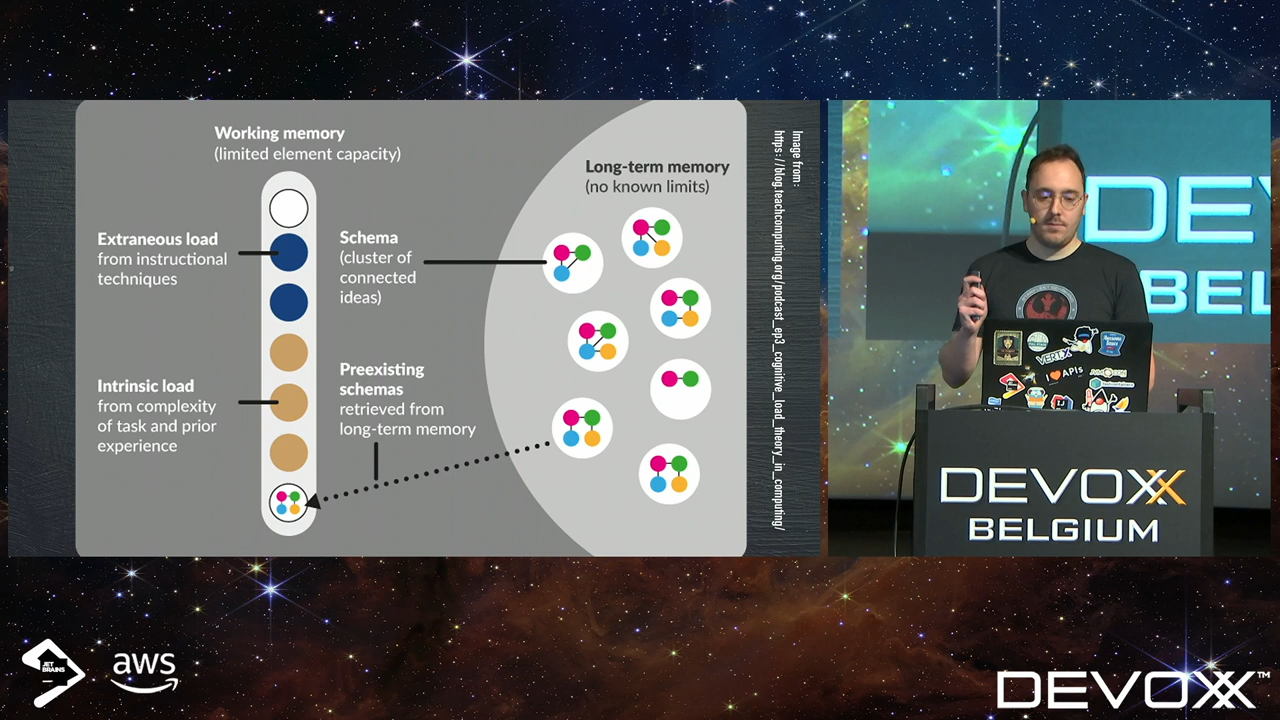 Working memory
(limited element capacity)
Long-term memory
(no known limits)
Extraneous load
from instructional
techniques
Schema
(cluster of
connected
ideas)
Intrinsic load
from complexity
of task and prior
experience
Preexisting
schemas
retrieved from
long-term memory
Image from:
https://blog.teachcomputing.org/podcast_ep3_cognitive_load_theory_in_computing/
DE
BEL
VERT.X
I ❤ APIs
DEVOXX
BELGIUM
JET
BRAINS
aws
DEVOXX™